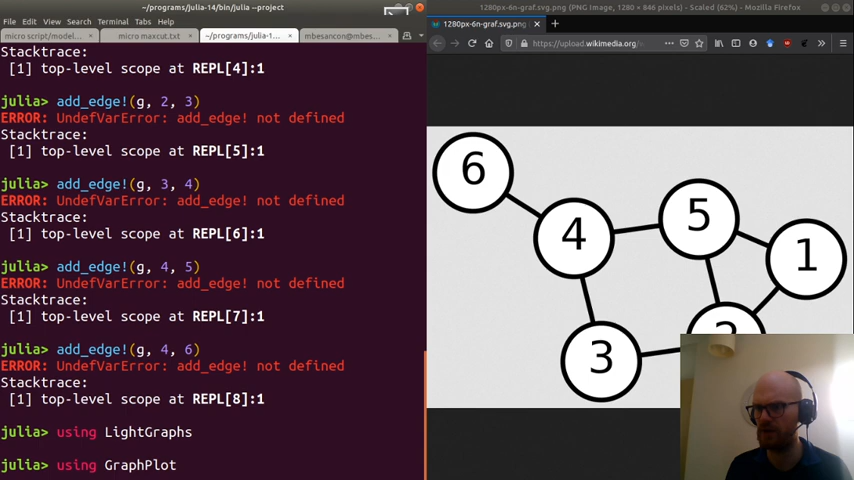 ~/programs/julia-14/bin/julia --project
File Edit View Search Terminal Tabs Help
micro script/model... × micro maxcut.txt × ~/programs/julia-1... × mbesancon@mbes... ×
Stacktrace:
[1] top-level scope at REPL[4]:1
julia> add_edge!(g, 2, 3)
ERROR: UndefVarError: add_edge! not defined
Stacktrace:
[1] top-level scope at REPL[5]:1
julia> add_edge!(g, 3, 4)
ERROR: UndefVarError: add_edge! not defined
Stacktrace:
[1] top-level scope at REPL[6]:1
julia> add_edge!(g, 4, 5)
ERROR: UndefVarError: add_edge! not defined
Stacktrace:
[1] top-level scope at REPL[7]:1
julia> add_edge!(g, 4, 6)
ERROR: UndefVarError: add_edge! not defined
Stacktrace:
[1] top-level scope at REPL[8]:1
julia> using LightGraphs
julia> using GraphPlot
1280px-6n-graf.svg.png (PNG Image, 1280 × 846 pixels) - Scaled (62%) - Mozilla Firefox
1280px-6n-graf.svg.png (PN ×
https://upload.wikimedia.org/
6
4
5
1
3
2